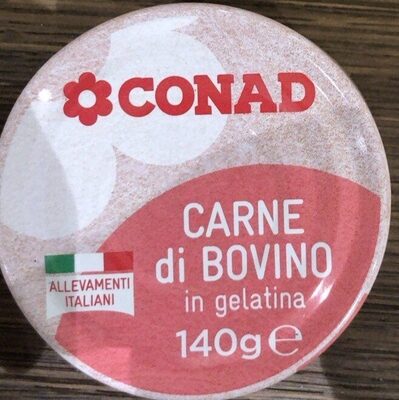 CONAD
CARNE
di BOVINO
in gelatina
140g ℮
ALLEVAMENTI
ITALIANI